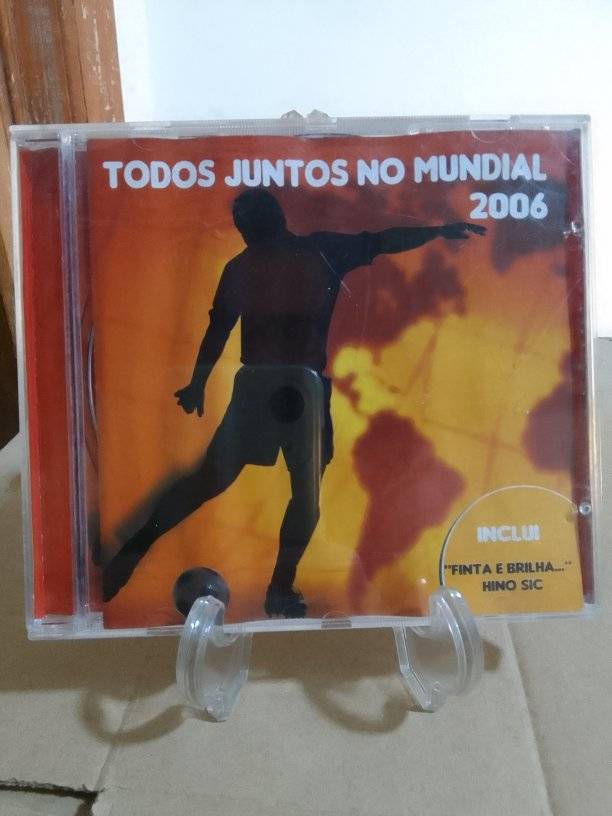 TODOS JUNTOS NO MUNDIAL
2006
INCLUI
"FINTA E BRILHA..."
HINO SIC